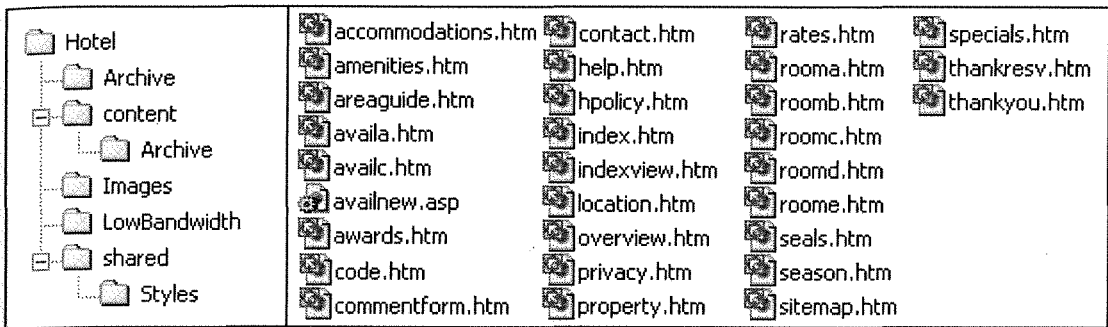 Hotel
Archive
content
Archive
Images
LowBandwidth
shared
Styles
accommodations.htm
amenities.htm
areaguide.htm
availa.htm
availc.htm
availnew.asp
awards.htm
code.htm
commentform.htm
contact.htm
help.htm
hpolicy.htm
index.htm
indexview.htm
location.htm
overview.htm
privacy.htm
property.htm
rates.htm
rooma.htm
roomb.htm
roomc.htm
roomd.htm
roome.htm
seals.htm
season.htm
sitemap.htm
specials.htm
thankresv.htm
thankyou.htm